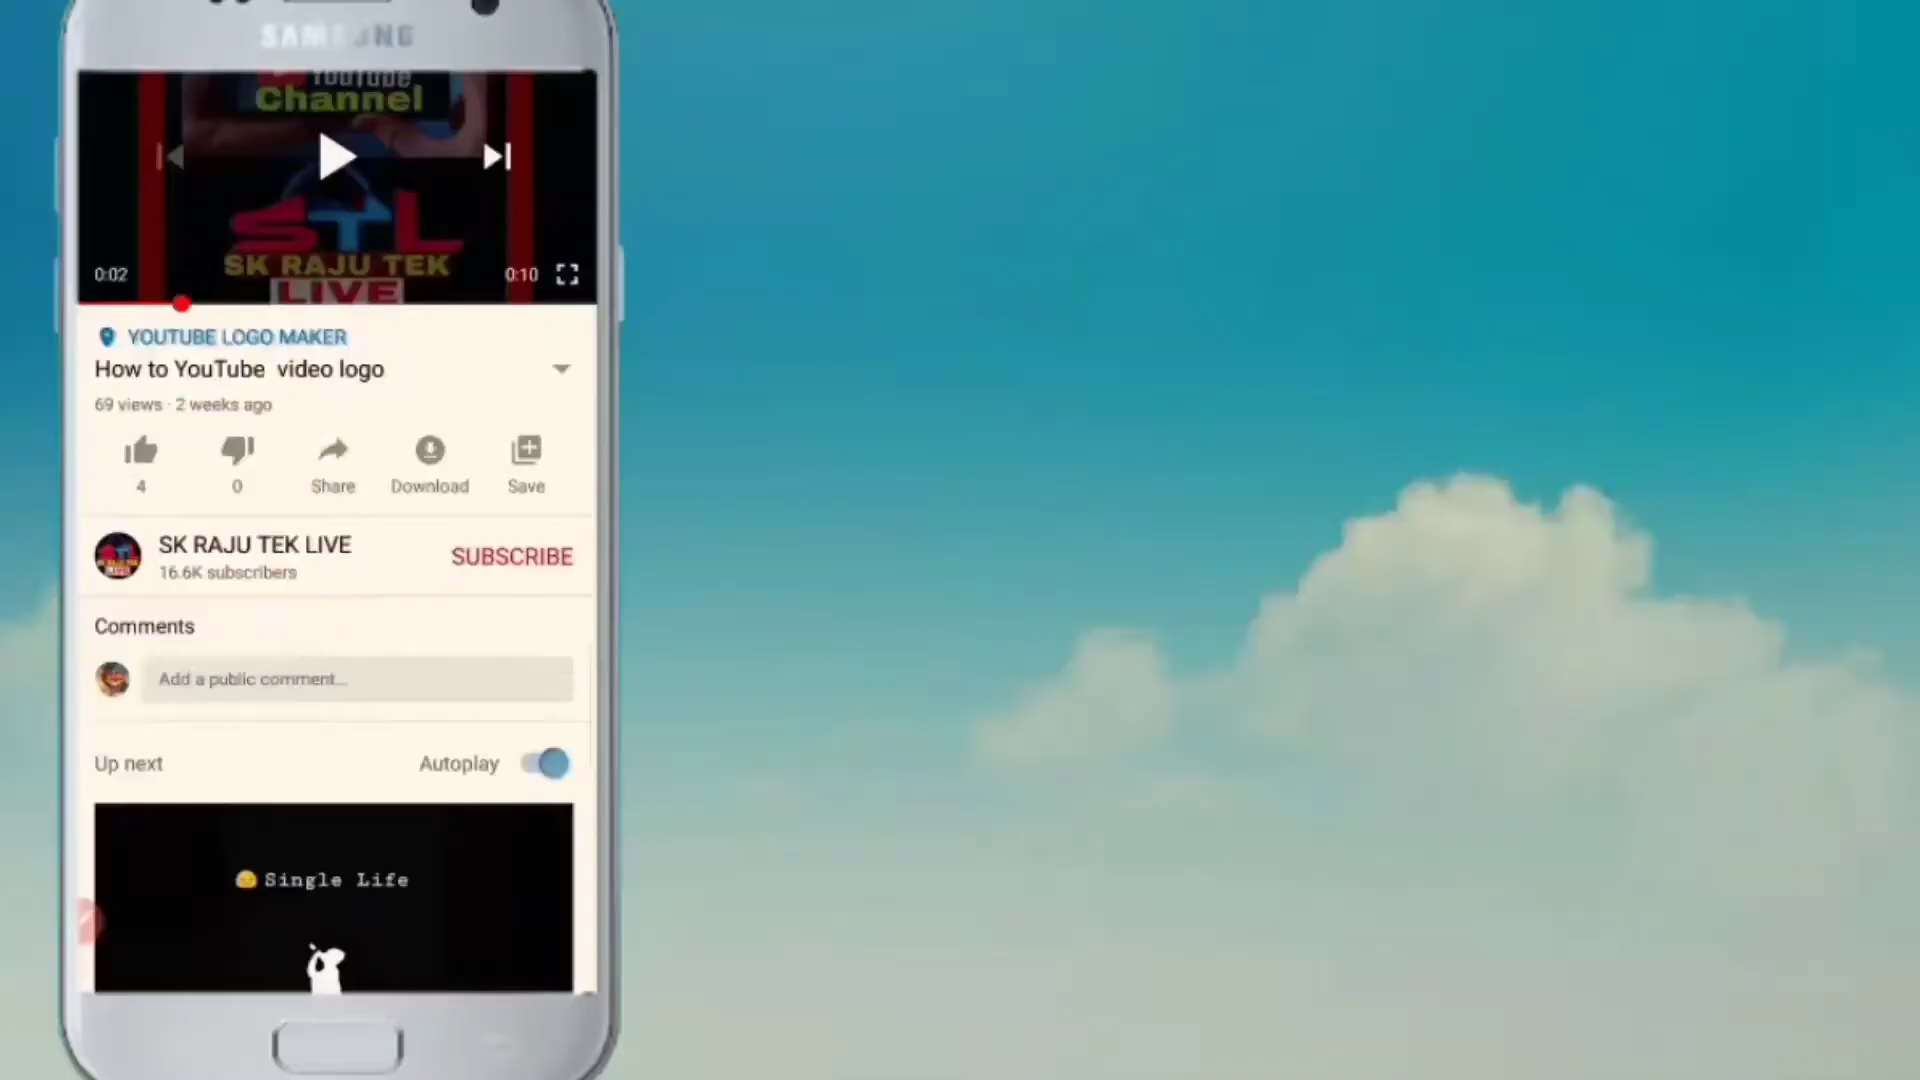 SAMSUNG
YouTube
Channel
STL
SK RAJU TEK
LIVE
0:02
0:10
YOUTUBE LOGO MAKER
How to YouTube video logo
69 views · 2 weeks ago
4
0
Share
Download
Save
SK RAJU TEK LIVE
16.6K subscribers
SUBSCRIBE
Comments
Add a public comment...
Up next
Autoplay
😑 Single Life